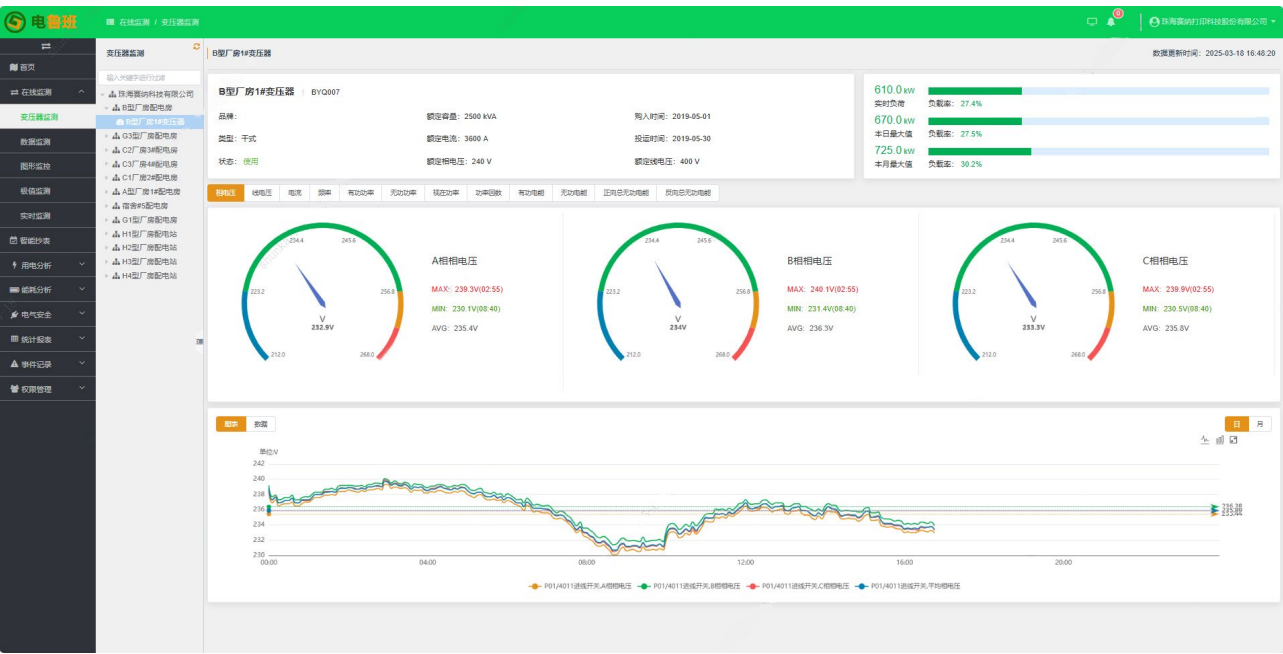 电鲁班
在线监测 / 变压器监测
0
珠海赛纳打印科技股份有限公司
首页
在线监测
变压器监测
数据监测
图形监控
极值监测
实时监测
智能抄表
用电分析
能耗分析
电气安全
统计报表
事件记录
权限管理
变压器监测
输入关键字进行过滤
珠海赛纳科技有限公司
B型厂房配电房
B型厂房1#变压器
G3型厂房配电房
C2厂房3#配电房
C3厂房4#配电房
C1厂房2#配电房
A型厂房1#配电房
宿舍#5配电房
G1型厂房配电房
H1型厂房配电站
H2型厂房配电站
H3型厂房配电站
H4型厂房配电站
B型厂房1#变压器
数据更新时间：2025-03-18 16:48:20
B型厂房1#变压器 BYQ007
品牌： 额定容量：2500 kVA 购入时间：2019-05-01
类型：干式 额定电流：3600 A 投运时间：2019-05-30
状态：使用 额定相电压：240 V 额定线电压：400 V
610.0 kW
实时负荷 负载率：27.4%
670.0 kW
本日最大值 负载率：27.5%
725.0 kW
本月最大值 负载率：30.2%
相电压 线电压 电流 频率 有功功率 无功功率 视在功率 功率因数 有功电能 无功电能 正向总无功电能 反向总无功电能
234.4 245.6
223.2 256.8
212.0 268.0
V
232.9V
A相相电压
MAX: 239.3V(02:55)
MIN: 230.1V(08:40)
AVG: 235.4V
234.4 245.6
223.2 256.8
212.0 268.0
V
234V
B相相电压
MAX: 240.1V(02:55)
MIN: 231.4V(08:40)
AVG: 236.3V
234.4 245.6
223.2 256.8
212.0 268.0
V
233.3V
C相相电压
MAX: 239.9V(02:55)
MIN: 230.5V(08:40)
AVG: 235.8V
图表 数据
日 月
单位:V
242
240
238
236
234
232
230
00:00 04:00 08:00 12:00 16:00 20:00
P01/4011进线开关,A相相电压 P01/4011进线开关,B相相电压 P01/4011进线开关,C相相电压 P01/4011进线开关,平均相电压